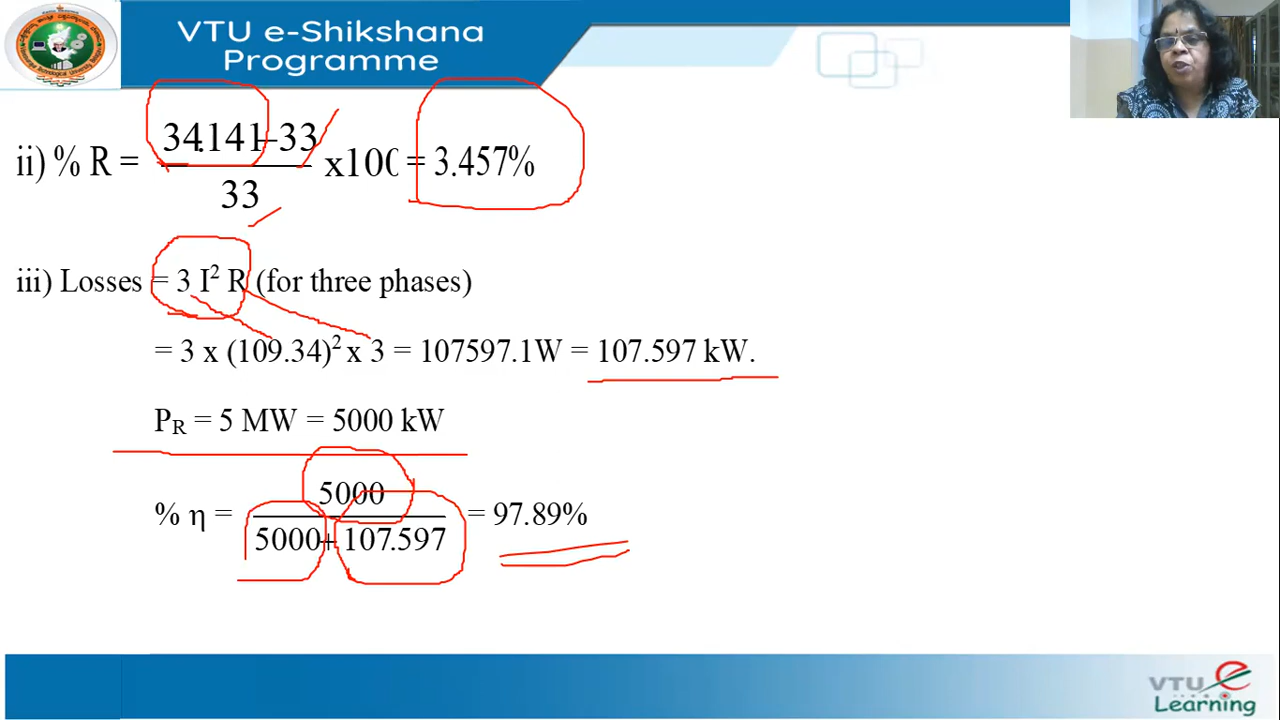 VTU e-Shikshana
Programme
ii) % R = 34.141–33 / 33 x100 = 3.457%
iii) Losses = 3 I² R (for three phases)
= 3 x (109.34)² x 3 = 107597.1W = 107.597 kW.
P_R = 5 MW = 5000 kW
% η = 5000 / 5000+107.597 = 97.89%
VTU e
Learning